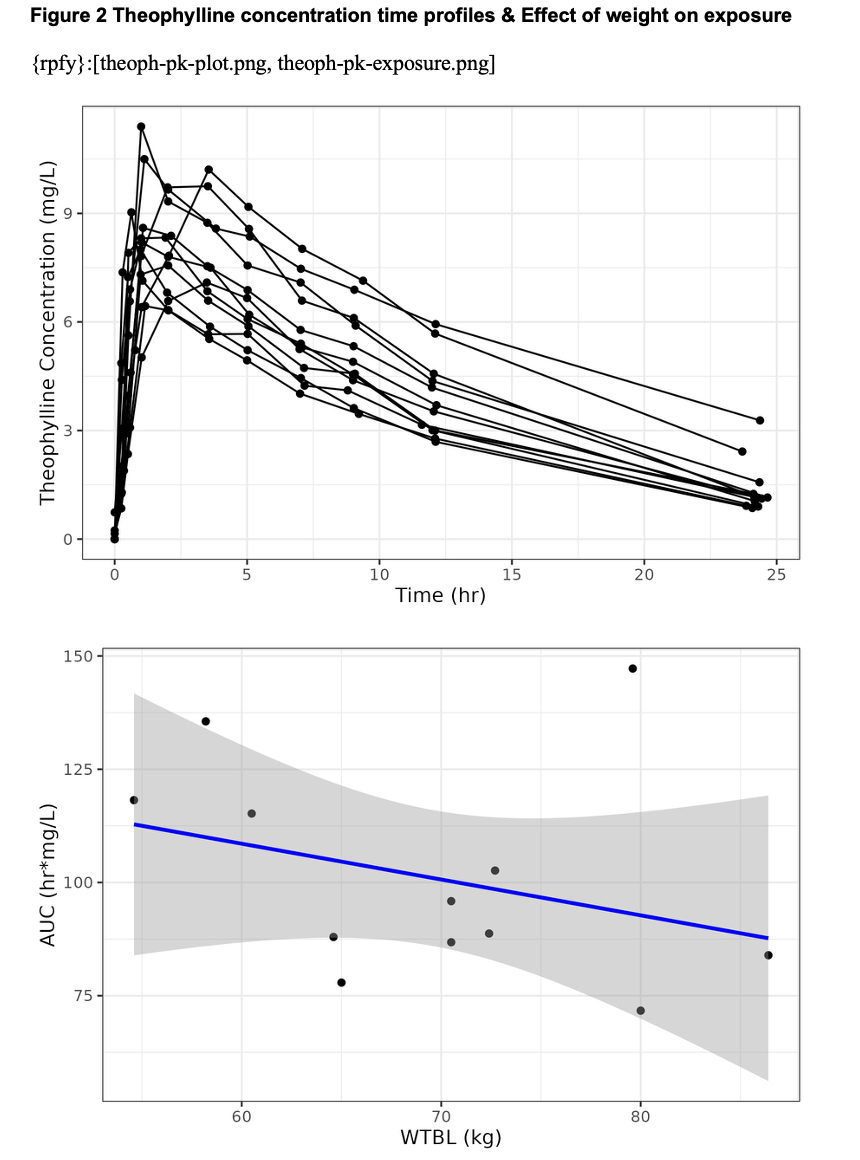 Figure 2 Theophylline concentration time profiles & Effect of weight on exposure
{rpfy}:[theoph-pk-plot.png, theoph-pk-exposure.png]
Theophylline Concentration (mg/L)
9
6
3
0
0 5 10 15 20 25
Time (hr)
AUC (hr*mg/L)
150
125
100
75
60 70 80
WTBL (kg)